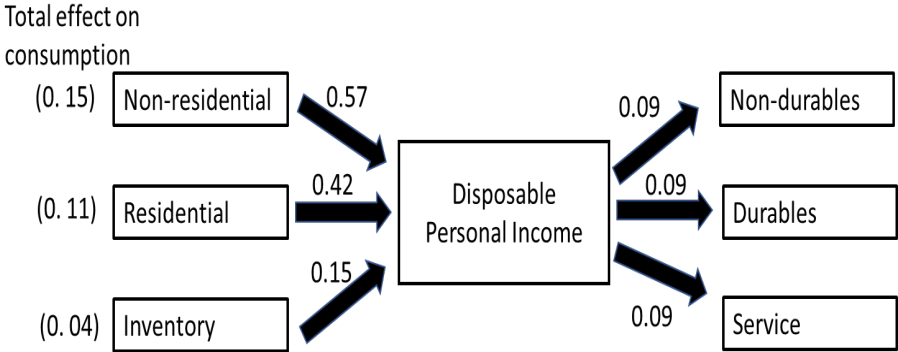 Total effect on
consumption
(0. 15) Non-residential 0.57 0.09 Non-durables
(0. 11) Residential 0.42 Disposable Personal Income 0.09 Durables
(0. 04) Inventory 0.15 0.09 Service